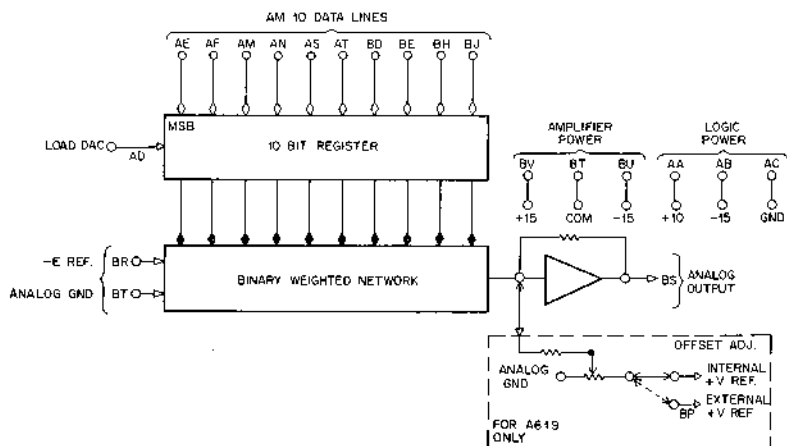 AM 10 DATA LINES
AE AF AM AN AS AT BD BE BH BJ
MSB
LOAD DAC
AD
10 BIT REGISTER
AMPLIFIER POWER
LOGIC POWER
BV BT BU AA AB AC
+15 COM -15 +10 -15 GND
-E REF. BR
ANALOG GND BT
BINARY WEIGHTED NETWORK
BS ANALOG OUTPUT
OFFSET ADJ.
ANALOG GND
INTERNAL +V REF.
EXTERNAL +V REF
BP
FOR A619 ONLY